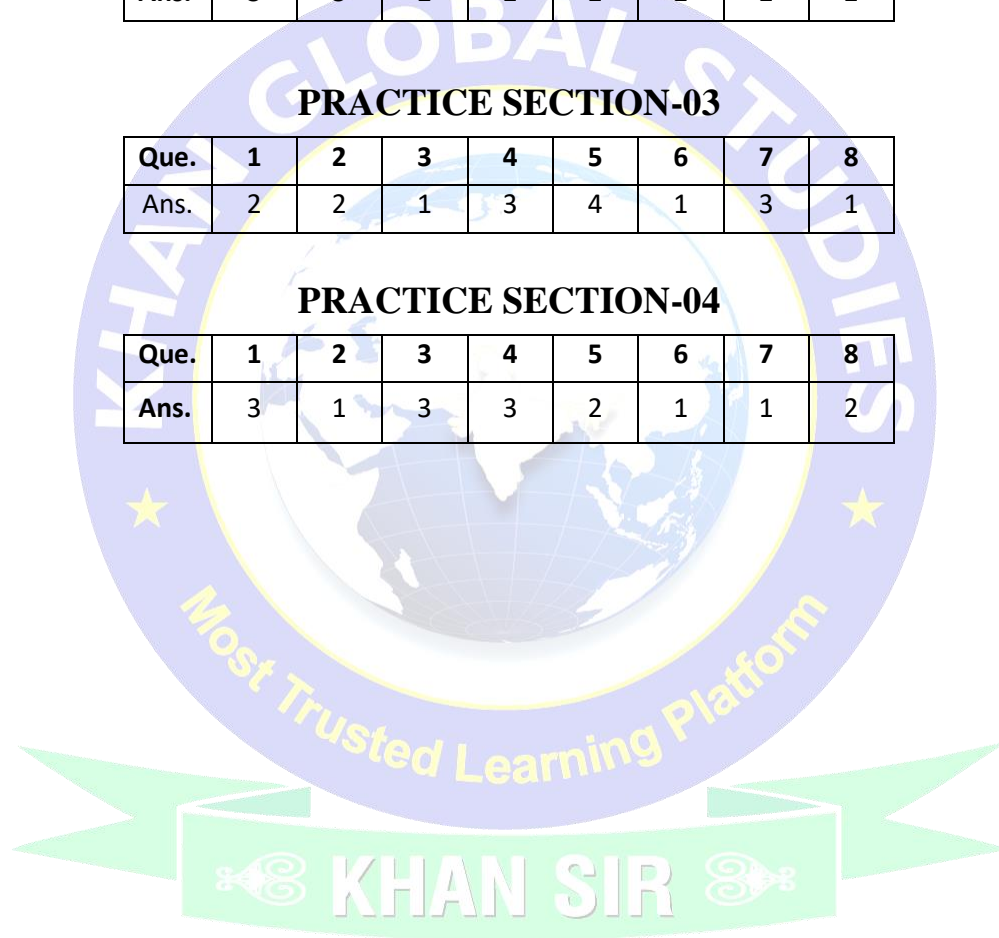 PRACTICE SECTION-03
Que. 1 2 3 4 5 6 7 8
Ans. 2 2 1 3 4 1 3 1
PRACTICE SECTION-04
Que. 1 2 3 4 5 6 7 8
Ans. 3 1 3 3 2 1 1 2
KHAN GLOBAL STUDIES
Most Trusted Learning Platform
KHAN SIR